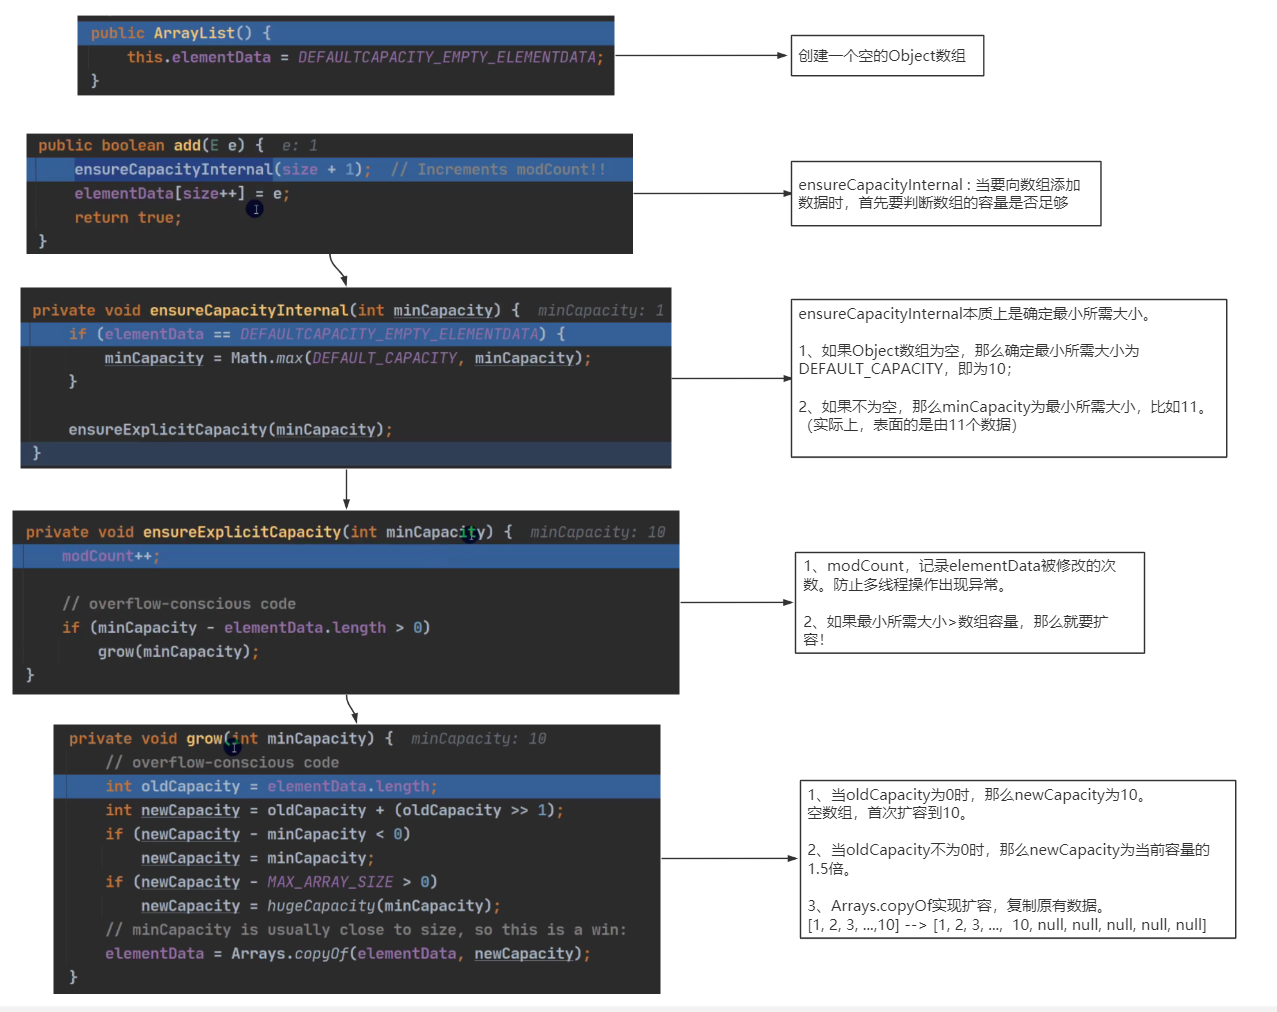 public ArrayList() {
this.elementData = DEFAULTCAPACITY_EMPTY_ELEMENTDATA;
}
创建一个空的Object数组
public boolean add(E e) {  e: 1
ensureCapacityInternal(size + 1);  // Increments modCount!!
elementData[size++] = e;
return true;
}
ensureCapacityInternal : 当要向数组添加
数据时，首先要判断数组的容量是否足够
private void ensureCapacityInternal(int minCapacity) {  minCapacity: 1
if (elementData == DEFAULTCAPACITY_EMPTY_ELEMENTDATA) {
minCapacity = Math.max(DEFAULT_CAPACITY, minCapacity);
}
ensureExplicitCapacity(minCapacity);
}
ensureCapacityInternal本质上是确定最小所需大小。
1、如果Object数组为空，那么确定最小所需大小为
DEFAULT_CAPACITY，即为10；
2、如果不为空，那么minCapacity为最小所需大小，比如11。
（实际上，表面的是由11个数据）
private void ensureExplicitCapacity(int minCapacity) {  minCapacity: 10
modCount++;
// overflow-conscious code
if (minCapacity - elementData.length > 0)
grow(minCapacity);
}
1、modCount，记录elementData被修改的次
数。防止多线程操作出现异常。
2、如果最小所需大小>数组容量，那么就要扩
容！
private void grow(int minCapacity) {  minCapacity: 10
// overflow-conscious code
int oldCapacity = elementData.length;
int newCapacity = oldCapacity + (oldCapacity >> 1);
if (newCapacity - minCapacity < 0)
newCapacity = minCapacity;
if (newCapacity - MAX_ARRAY_SIZE > 0)
newCapacity = hugeCapacity(minCapacity);
// minCapacity is usually close to size, so this is a win:
elementData = Arrays.copyOf(elementData, newCapacity);
}
1、当oldCapacity为0时，那么newCapacity为10。
空数组，首次扩容到10。
2、当oldCapacity不为0时，那么newCapacity为当前容量的
1.5倍。
3、Arrays.copyOf实现扩容，复制原有数据。
[1, 2, 3, ...,10] --> [1, 2, 3, ...,  10, null, null, null, null, null]